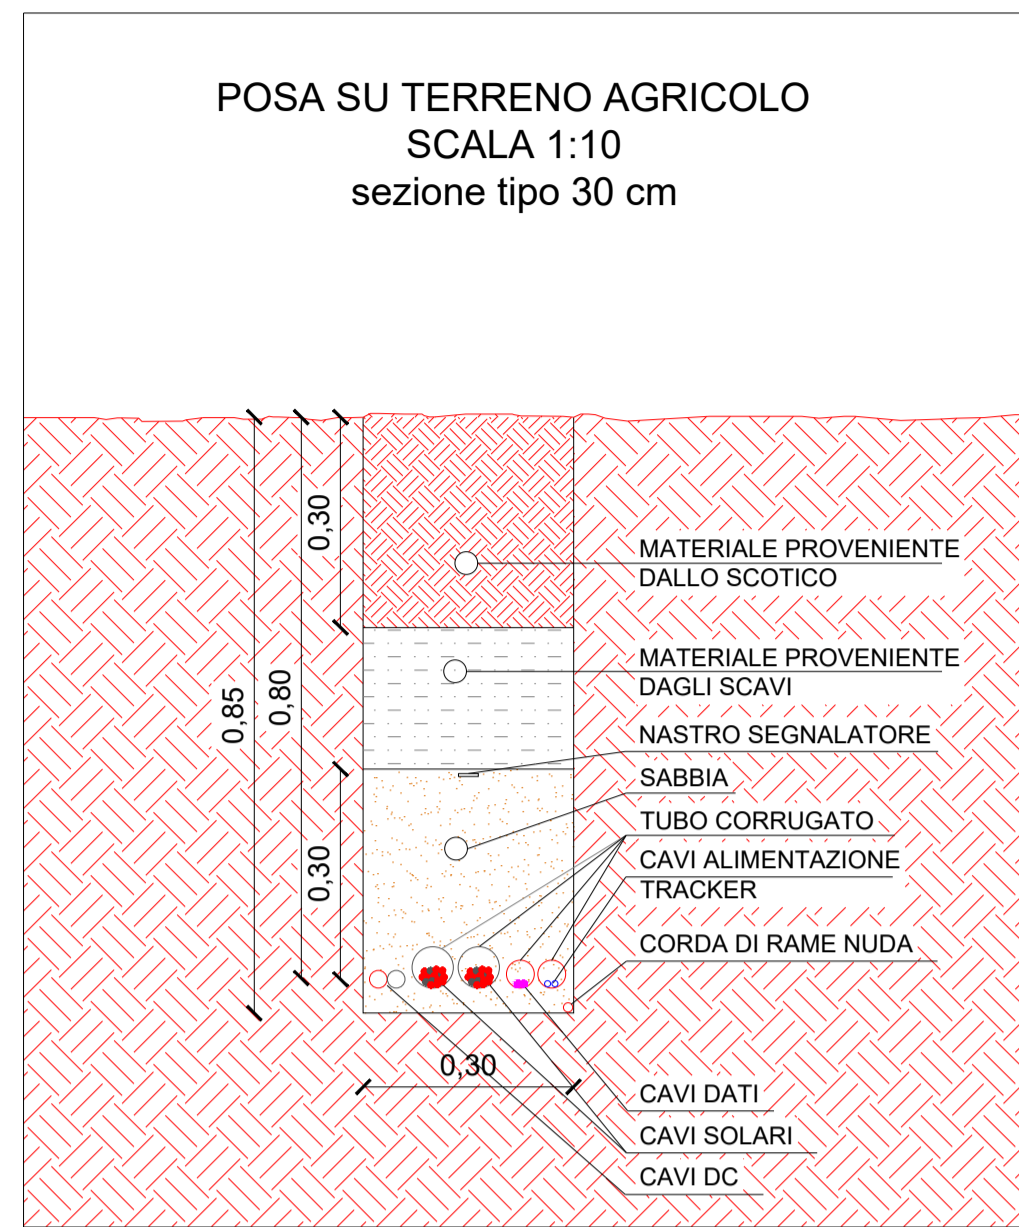 POSA SU TERRENO AGRICOLO
SCALA 1:10
sezione tipo 30 cm
0,30
0,80
0,85
0,30
0,30
MATERIALE PROVENIENTE
DALLO SCOTICO
MATERIALE PROVENIENTE
DAGLI SCAVI
NASTRO SEGNALATORE
SABBIA
TUBO CORRUGATO
CAVI ALIMENTAZIONE
TRACKER
CORDA DI RAME NUDA
CAVI DATI
CAVI SOLARI
CAVI DC